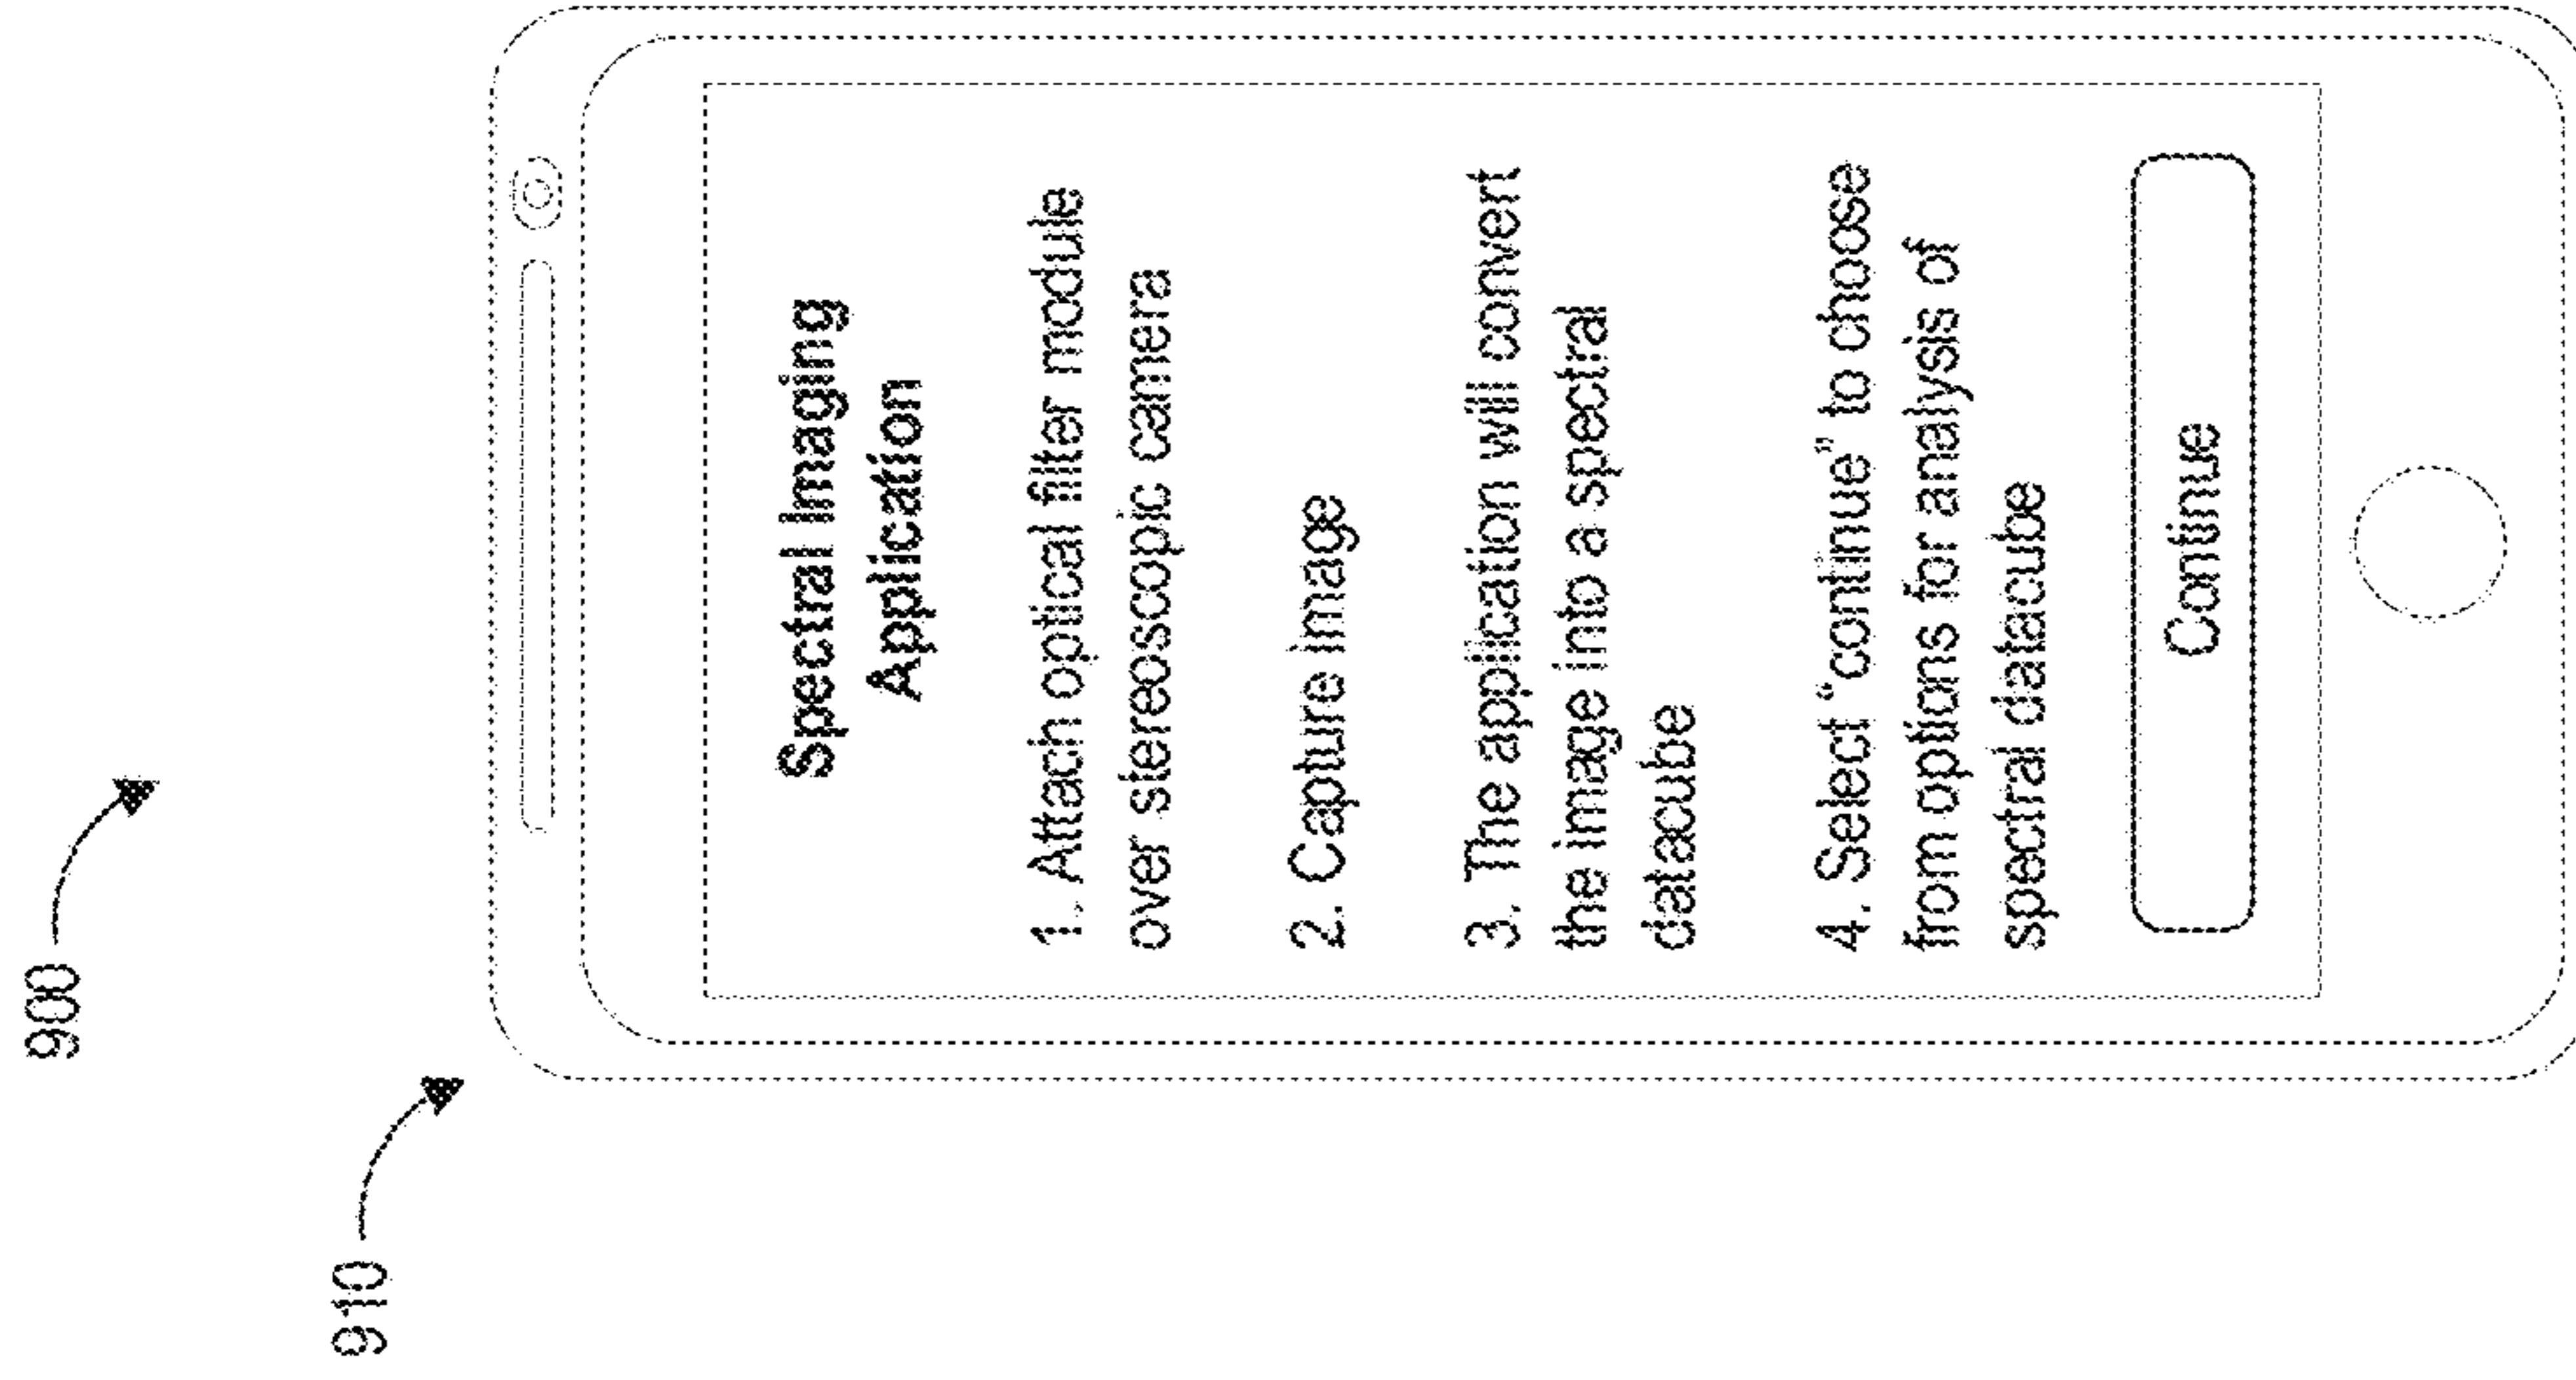 900
910
Spectral Imaging
Application
1. Attach optical filter module
over stereoscopic camera
2. Capture image
3. The application will convert
the image into a spectral
datacube
4. Select “continue” to choose
from options for analysis of
spectral datacube
Continue